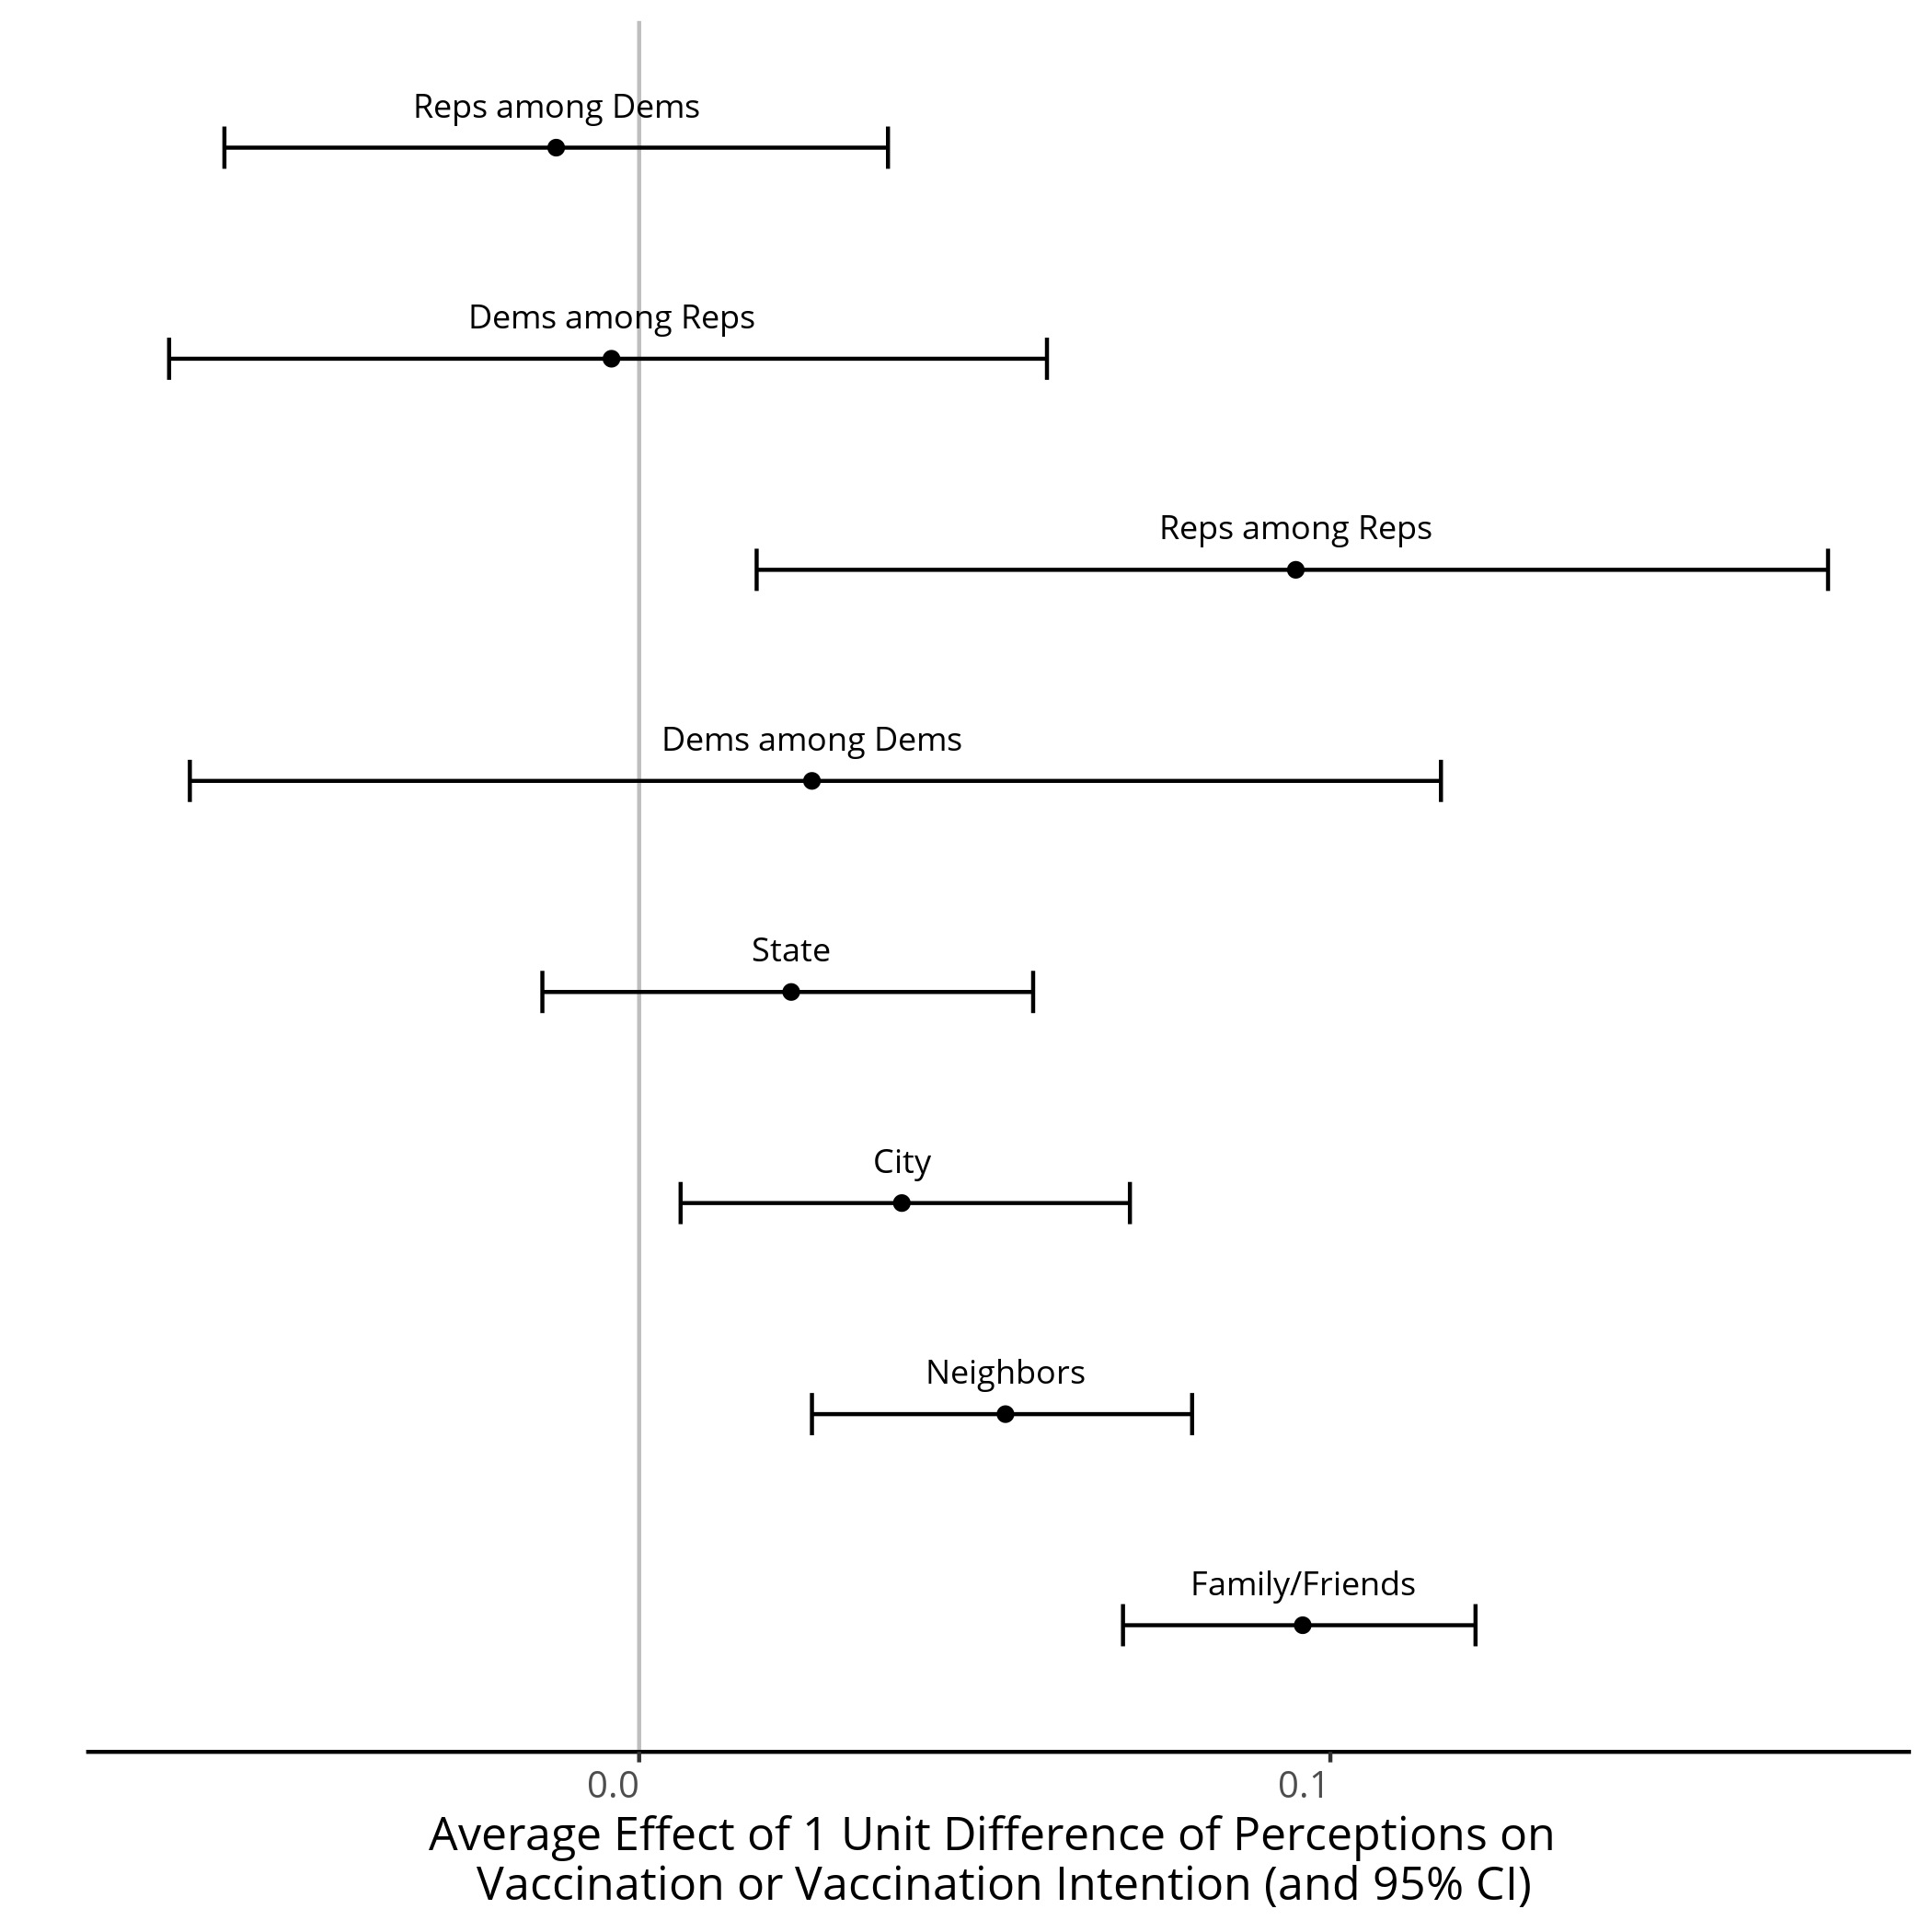 Reps among Dems
Dems among Reps
Reps among Reps
Dems among Dems
State
City
Neighbors
Family/Friends
0.0
0.1
Average Effect of 1 Unit Difference of Perceptions on
Vaccination or Vaccination Intention (and 95% CI)